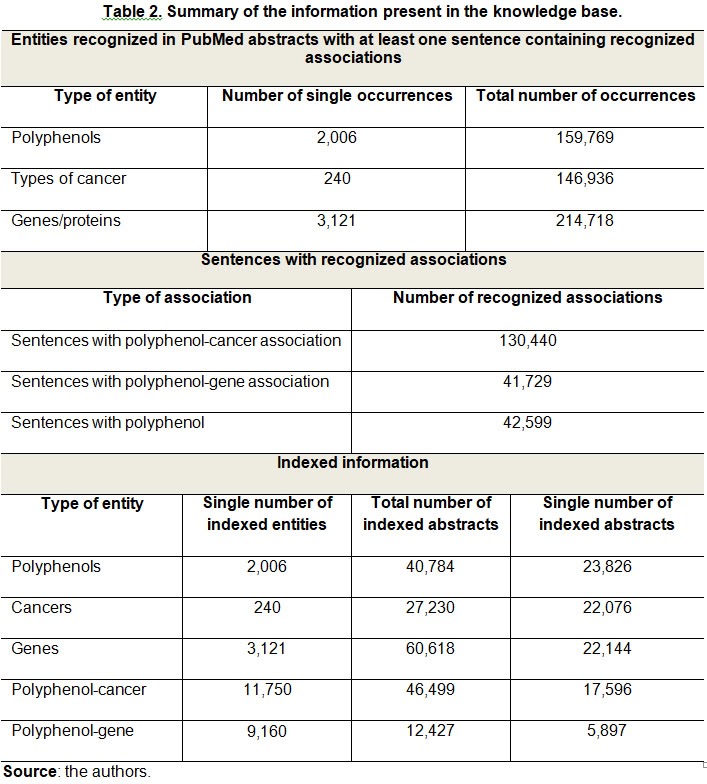 Table 2. Summary of the information present in the knowledge base.
Entities recognized in PubMed abstracts with at least one sentence containing recognized
associations
Type of entity Number of single occurrences Total number of occurrences
Polyphenols 2,006 159,769
Types of cancer 240 146,936
Genes/proteins 3,121 214,718
Sentences with recognized associations
Type of association Number of recognized associations
Sentences with polyphenol-cancer association 130,440
Sentences with polyphenol-gene association 41,729
Sentences with polyphenol 42,599
Indexed information
Type of entity Single number of Total number of Single number of
indexed entities indexed abstracts indexed abstracts
Polyphenols 2,006 40,784 23,826
Cancers 240 27,230 22,076
Genes 3,121 60,618 22,144
Polyphenol-cancer 11,750 46,499 17,596
Polyphenol-gene 9,160 12,427 5,897
Source: the authors.